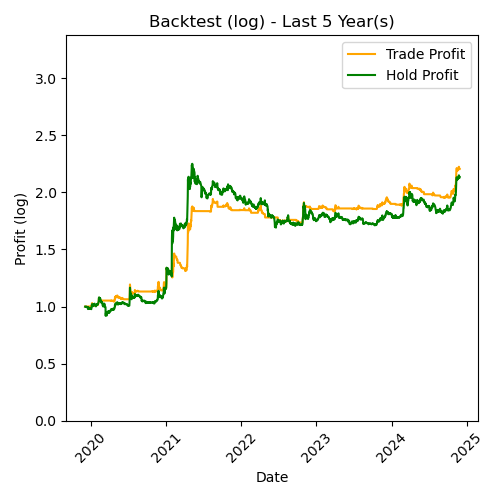 Backtest (log) - Last 5 Year(s)
Trade Profit
Hold Profit
Profit (log)
3.0
2.5
2.0
1.5
1.0
0.5
0.0
2020
2021
2022
2023
2024
2025
Date